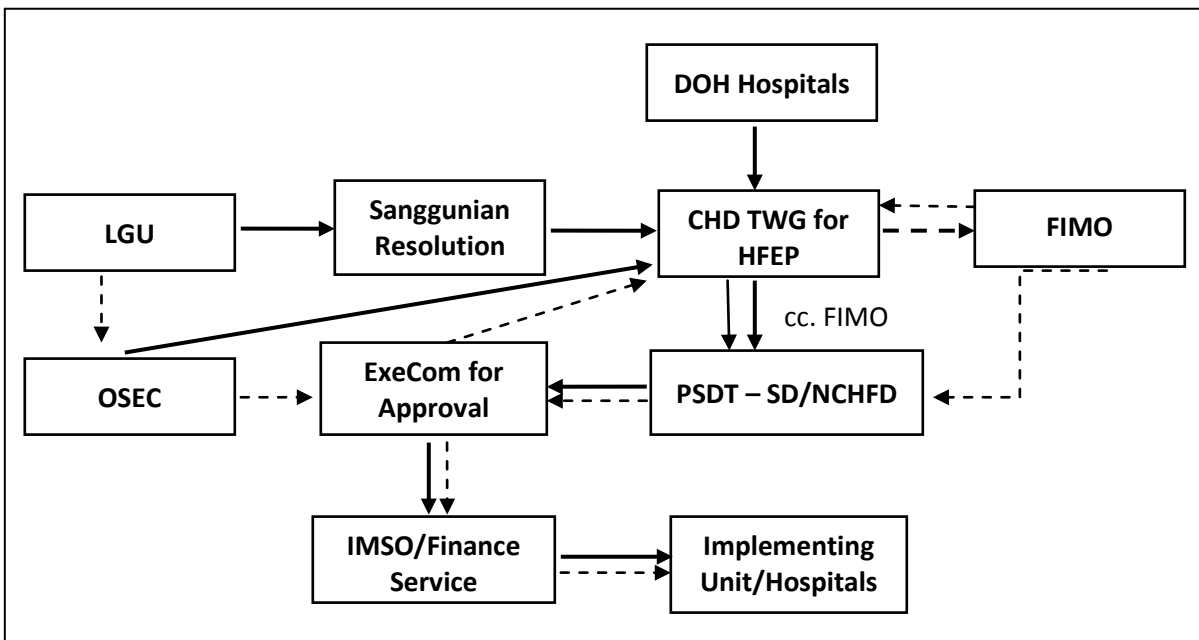 DOH Hospitals
LGU
Sanggunian
Resolution
CHD TWG for
HFEP
FIMO
cc. FIMO
OSEC
ExeCom for
Approval
PSDT – SD/NCHFD
IMSO/Finance
Service
Implementing
Unit/Hospitals